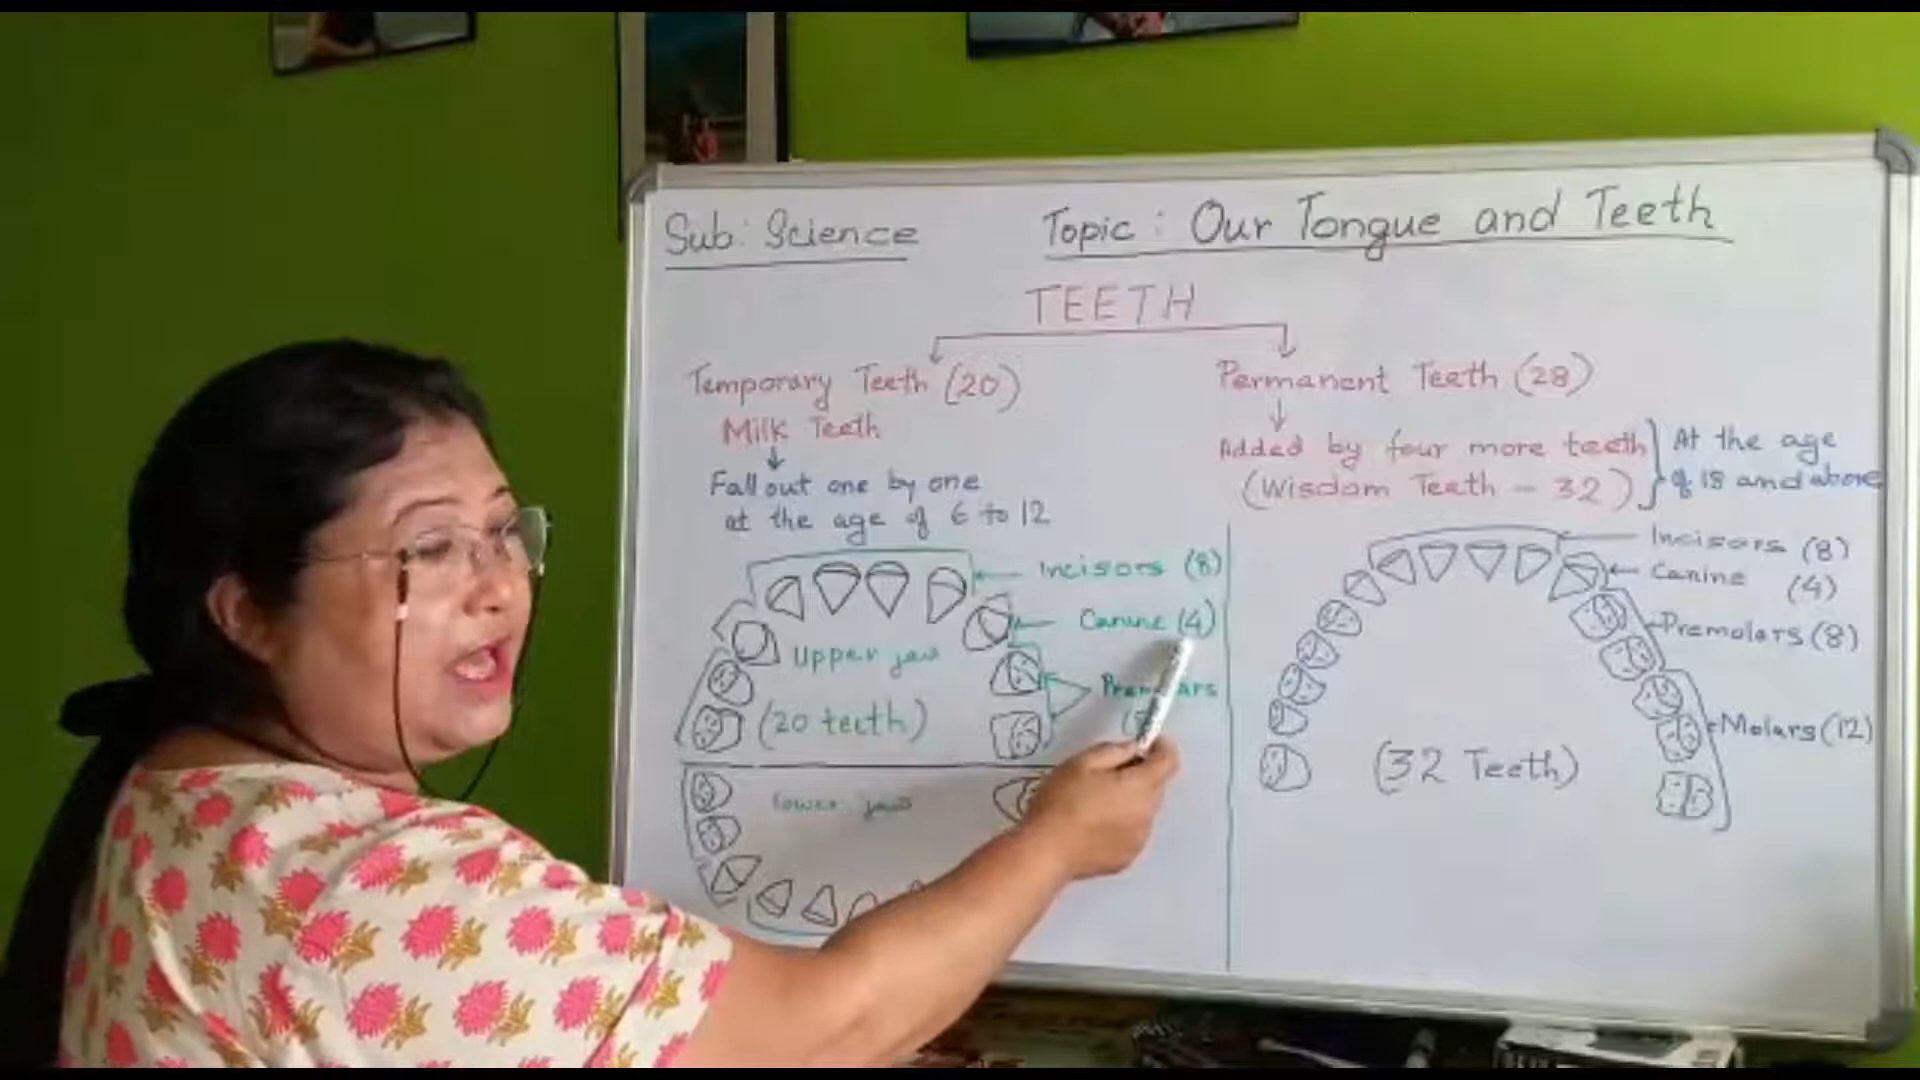 Sub: Science
Topic: Our Tongue and Teeth
TEETH
Temporary Teeth (20)
Milk Teeth
Fall out one by one
at the age of 6 to 12
Permanent Teeth (28)
Added by four more teeth
(Wisdom Teeth - 32)
At the age
of 18 and above
Incisors (8)
Canine (4)
Premolars
Upper jaw
(20 teeth)
Lower jaw
Incisors (8)
Canine (4)
Premolars (8)
Molars (12)
(32 Teeth)